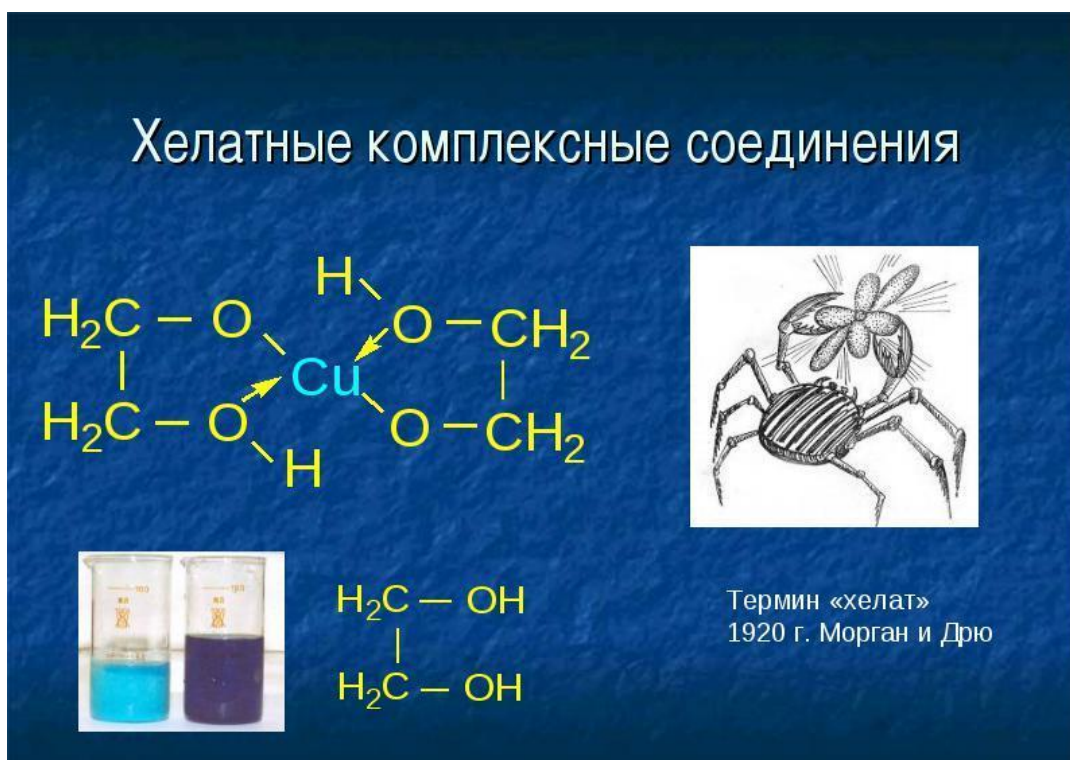 Хелатные комплексные соединения
H
H₂C – O
O – CH₂
Cu
H₂C – O
O – CH₂
H
H₂C – OH
H₂C – OH
Термин «хелат»
1920 г. Морган и Дрю